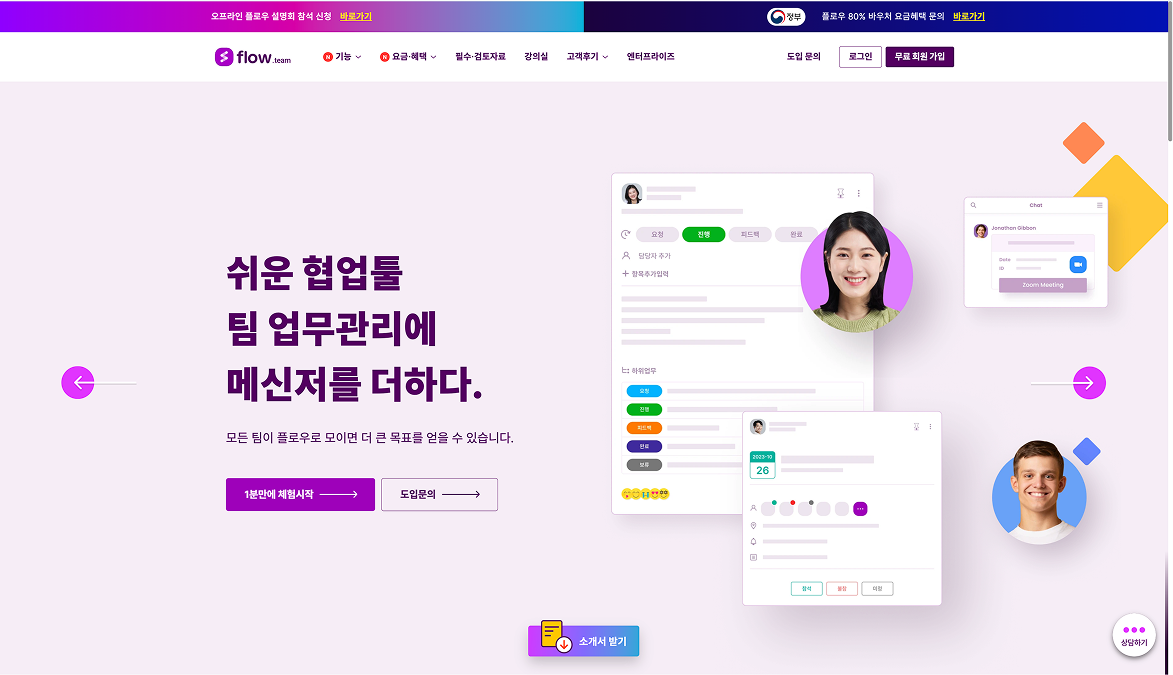 오프라인 플로우 설명회 참석 신청 바로가기
정부 플로우 80% 바우처 요금혜택 문의 바로가기
flow.team
N 기능
N 요금·혜택
필수·검토자료
강의실
고객후기
엔터프라이즈
도입 문의
로그인
무료 회원 가입
쉬운 협업툴
팀 업무관리에
메신저를 더하다.
모든 팀이 플로우로 모이면 더 큰 목표를 얻을 수 있습니다.
1분만에 체험시작
도입문의
요청 진행 피드백 완료
담당자 추가
항목추가입력
하위업무
요청
진행
피드백
완료
보류
2023-10
26
참석 불참 미정
Chat
Jonathan Gibbon
Date
ID
Zoom Meeting
소개서 받기
상담하기